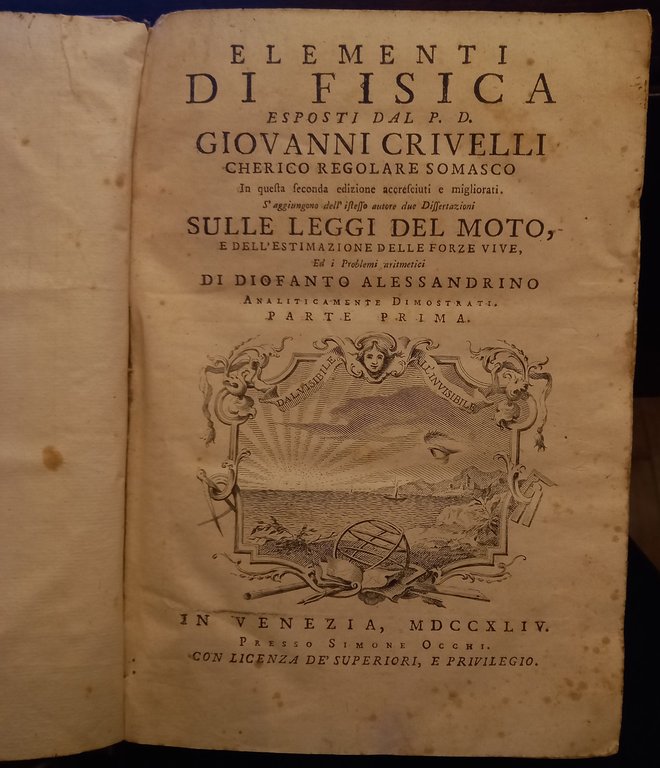 ELEMENTI
DI FISICA
ESPOSTI DAL P. D.
GIOVANNI CRIVELLI
CHERICO REGOLARE SOMASCO
In queſta ſeconda edizione accreſciuti e migliorati.
S'aggiungono dell' iſteſſo autore due Diſſertazioni
SULLE LEGGI DEL MOTO,
E DELL'ESTIMAZIONE DELLE FORZE VIVE,
Ed i Problemi aritmetici
DI DIOFANTO ALESSANDRINO
ANALITICAMENTE DIMOSTRATI.
PARTE PRIMA.
DAL VISIBILE ALL'INVISIBILE
IN VENEZIA, MDCCXLIV.
PRESSO SIMONE OCCHI.
CON LICENZA DE' SUPERIORI, E PRIVILEGIO.